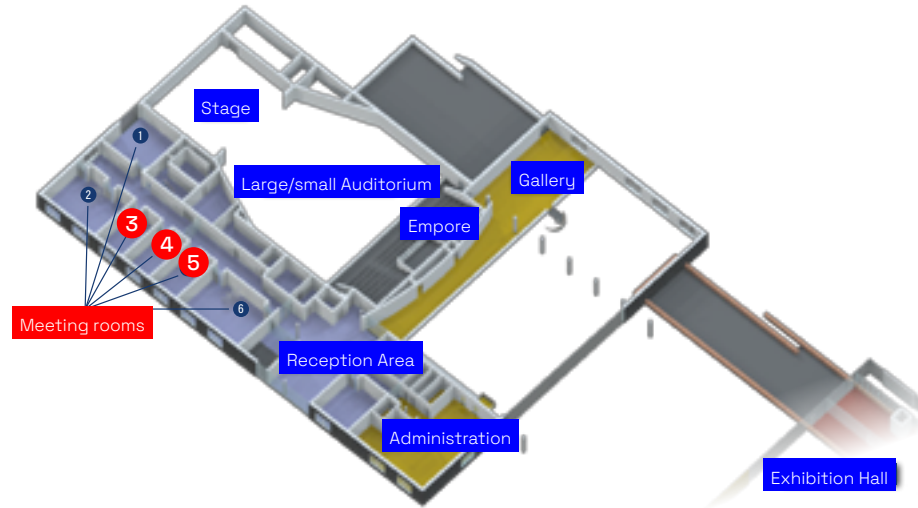 Stage
1
Large/small Auditorium
Gallery
2
Empore
3
4
5
6
Meeting rooms
Reception Area
Administration
Exhibition Hall